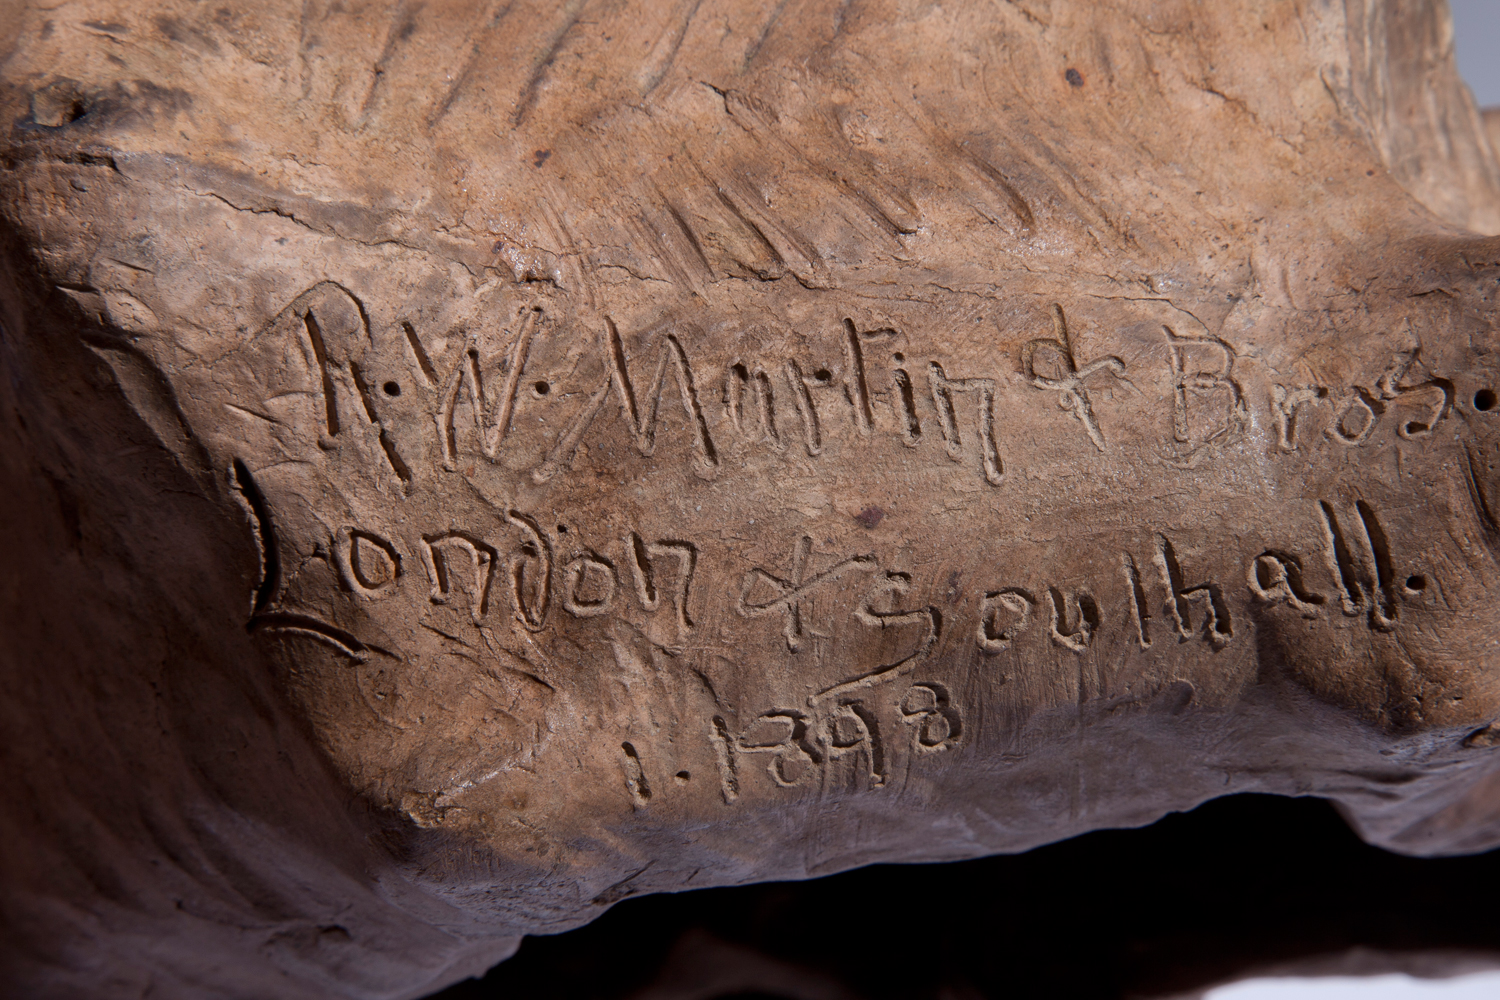 R.W. Martin & Bros.
London & Southall.
1.1898